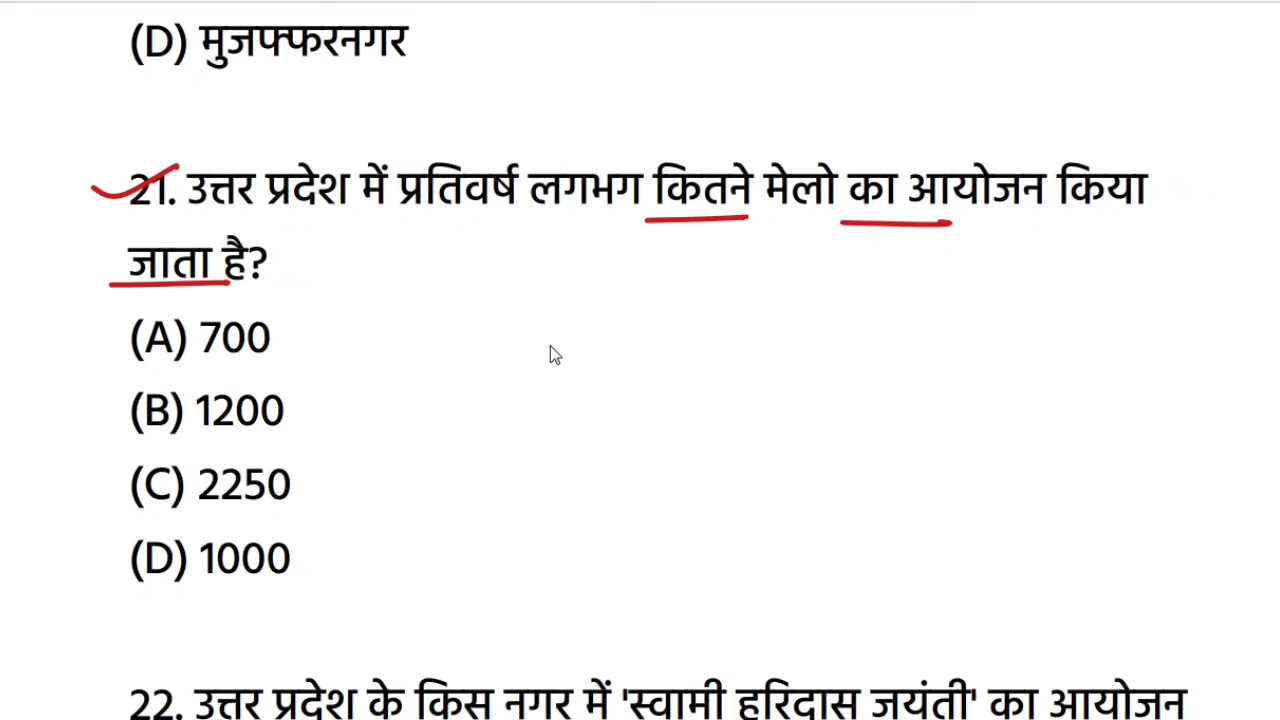 (D) मुजफ्फरनगर
21. उत्तर प्रदेश में प्रतिवर्ष लगभग कितने मेलो का आयोजन किया
जाता है?
(A) 700
(B) 1200
(C) 2250
(D) 1000
22. उत्तर प्रदेश के किस नगर में 'स्वामी हरिदास जयंती' का आयोजन